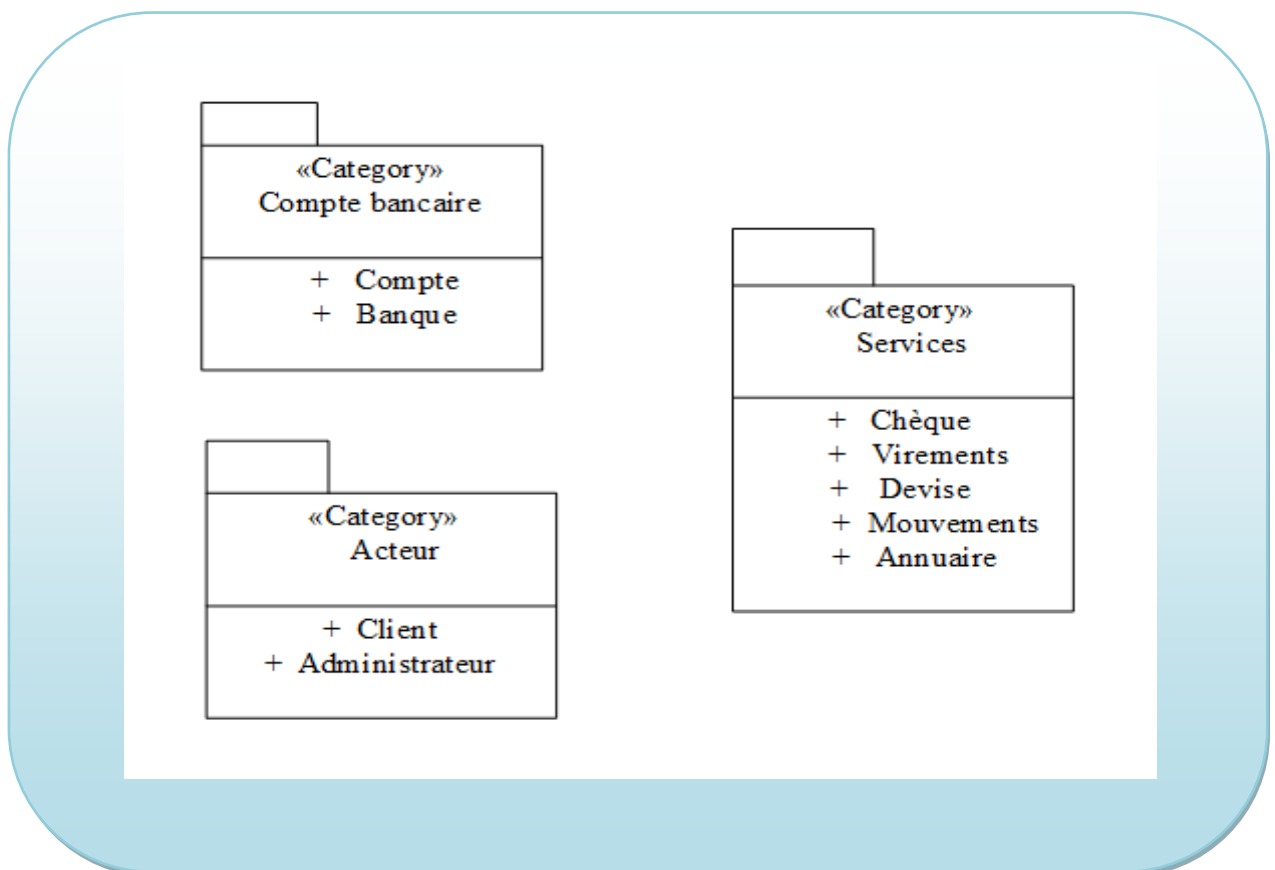 «Category»
Compte bancaire
+ Compte
+ Banque
«Category»
Acteur
+ Client
+ Administrateur
«Category»
Services
+ Chèque
+ Virements
+ Devise
+ Mouvements
+ Annuaire